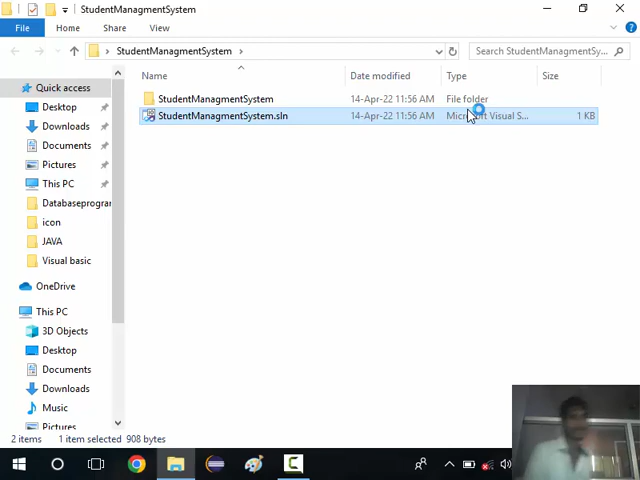 StudentManagmentSystem
File
Home
Share
View
StudentManagmentSystem
Search StudentManagmentSy...
Name
Date modified
Type
Size
StudentManagmentSystem
14-Apr-22 11:56 AM
File folder
StudentManagmentSystem.sln
14-Apr-22 11:56 AM
Microsoft Visual S...
1 KB
Quick access
Desktop
Downloads
Documents
Pictures
This PC
Databaseprogran
icon
JAVA
Visual basic
OneDrive
This PC
3D Objects
Desktop
Documents
Downloads
Music
Pictures
2 items
1 item selected 908 bytes